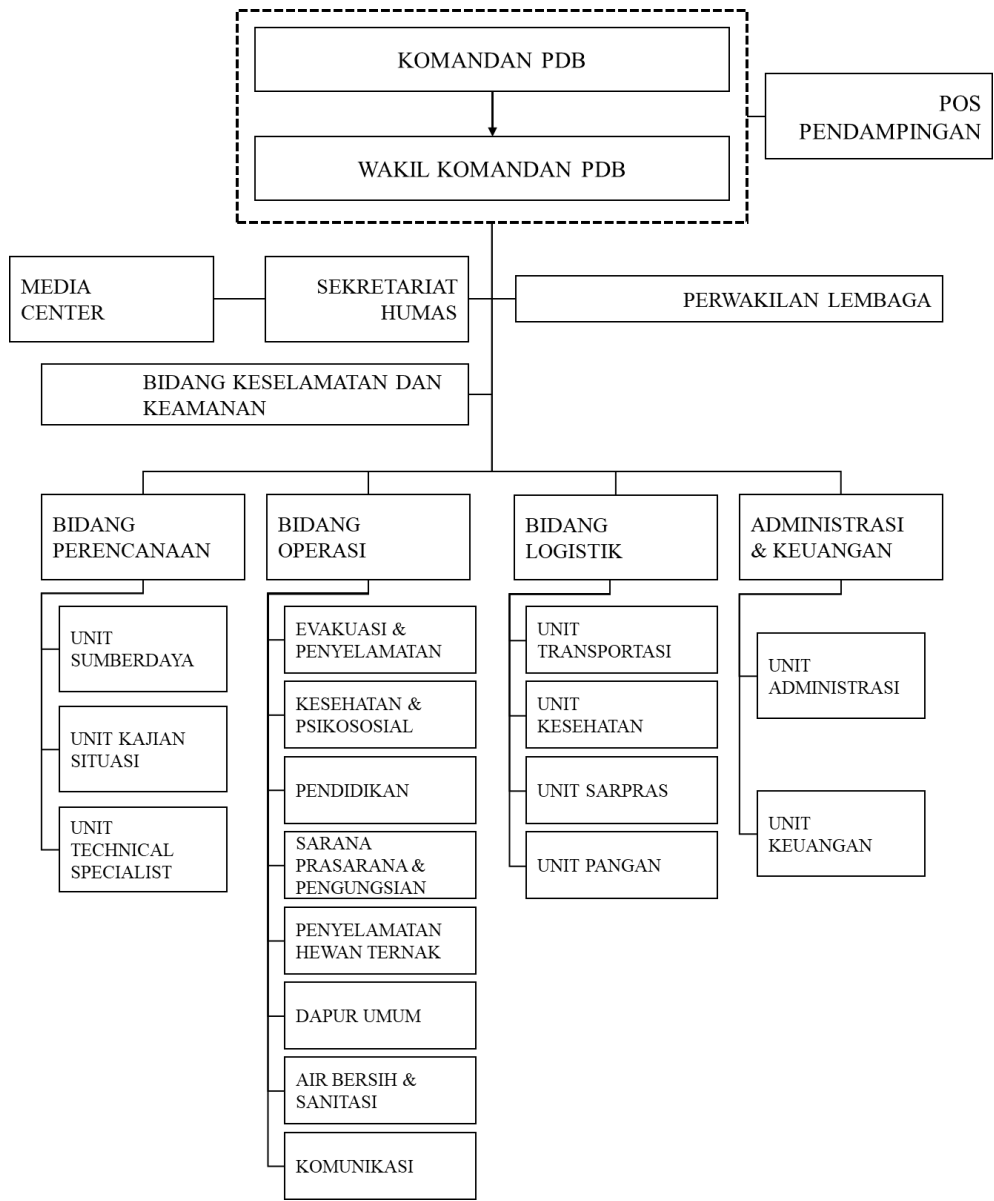 KOMANDAN PDB
WAKIL KOMANDAN PDB
POS
PENDAMPINGAN
MEDIA
CENTER
SEKRETARIAT
HUMAS
PERWAKILAN LEMBAGA
BIDANG KESELAMATAN DAN
KEAMANAN
BIDANG
PERENCANAAN
UNIT
SUMBERDAYA
UNIT KAJIAN
SITUASI
UNIT
TECHNICAL
SPECIALIST
BIDANG
OPERASI
EVAKUASI &
PENYELAMATAN
KESEHATAN &
PSIKOSOSIAL
PENDIDIKAN
SARANA
PRASARANA &
PENGUNGSIAN
PENYELAMATAN
HEWAN TERNAK
DAPUR UMUM
AIR BERSIH &
SANITASI
KOMUNIKASI
BIDANG
LOGISTIK
UNIT
TRANSPORTASI
UNIT
KESEHATAN
UNIT SARPRAS
UNIT PANGAN
ADMINISTRASI
& KEUANGAN
UNIT
ADMINISTRASI
UNIT
KEUANGAN